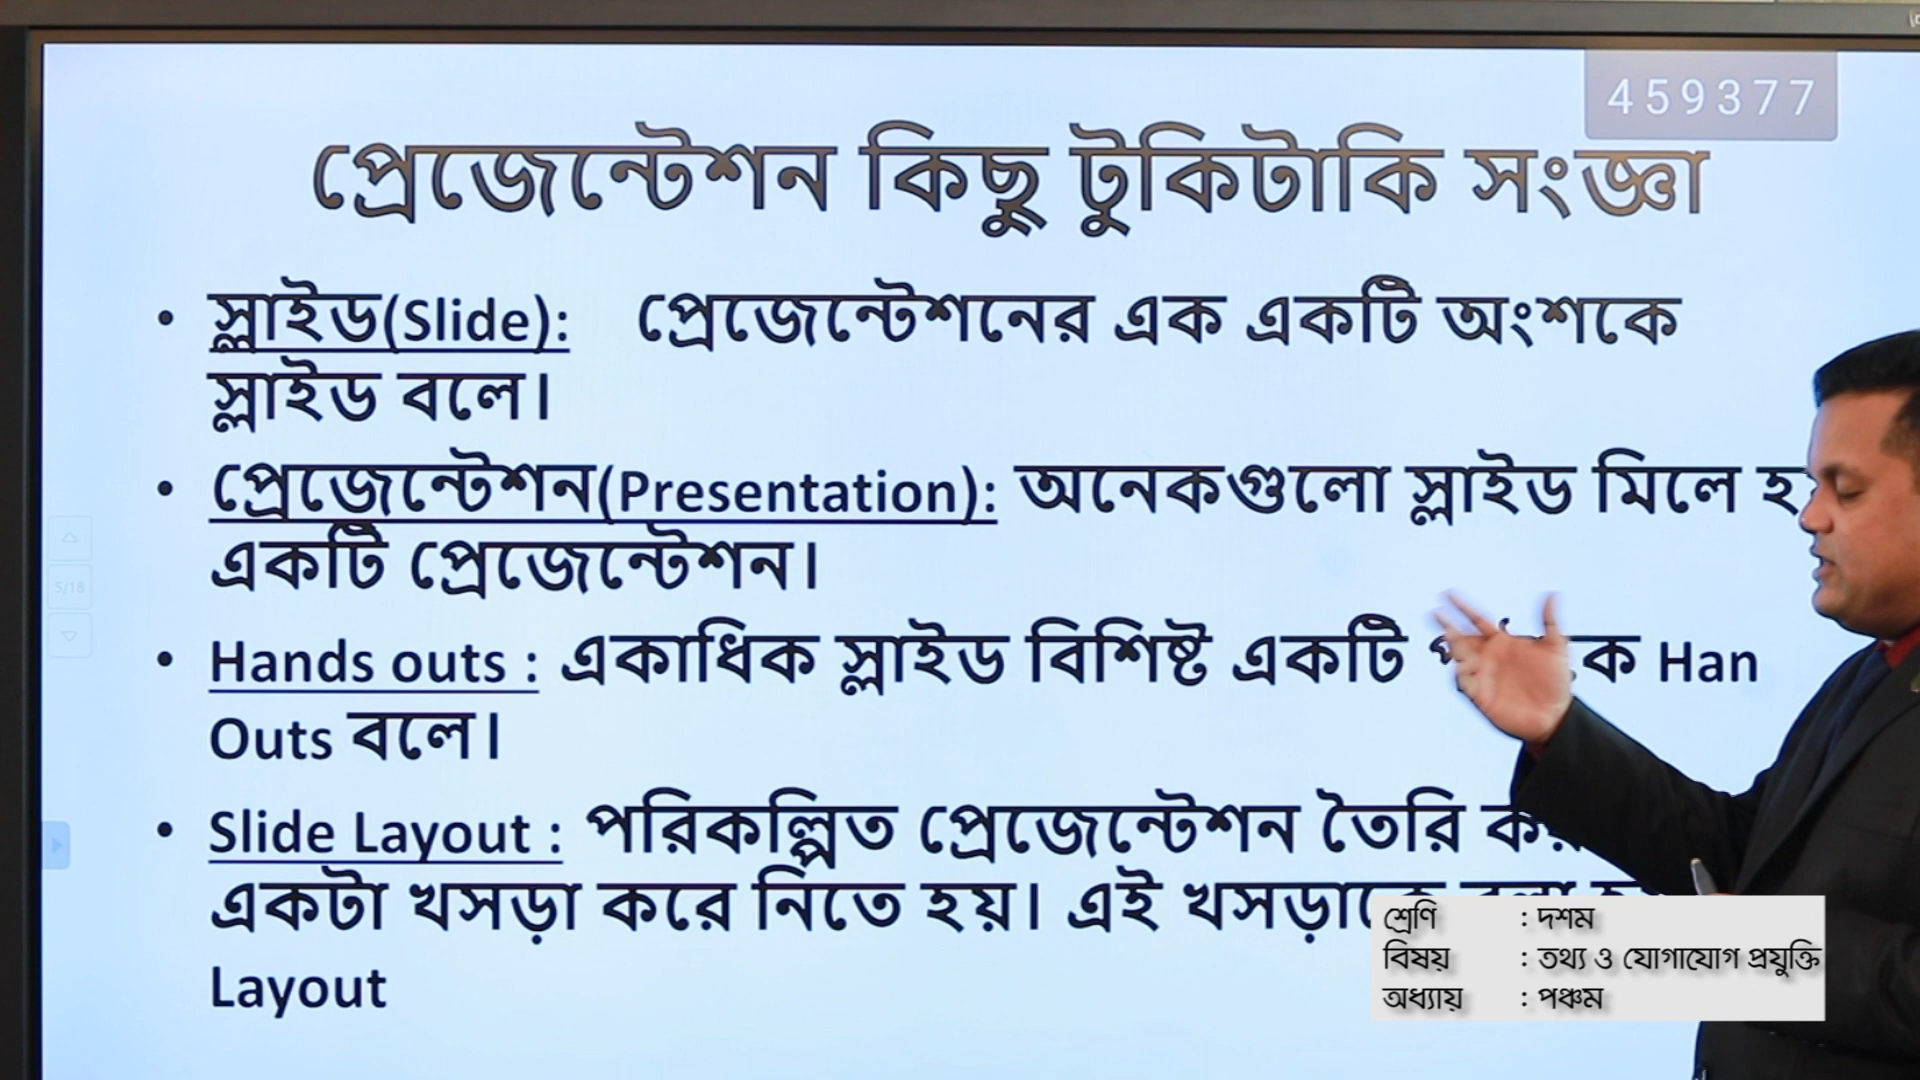 459377
প্রেজেন্টেশন কিছু টুকিটাকি সংজ্ঞা
• স্লাইড(Slide): প্রেজেন্টেশনের এক একটি অংশকে
স্লাইড বলে।
• প্রেজেন্টেশন(Presentation): অনেকগুলো স্লাইড মিলে
একটি প্রেজেন্টেশন।
5/18
• Hands outs : একাধিক স্লাইড বিশিষ্ট একটি Han
Outs বলে।
• Slide Layout : পরিকল্পিত প্রেজেন্টেশন তৈরি
একটা খসড়া করে নিতে হয়। এই
Layout
শ্রেণি : দশম
বিষয় : তথ্য ও যোগাযোগ প্রযুক্তি
অধ্যায় : পঞ্চম